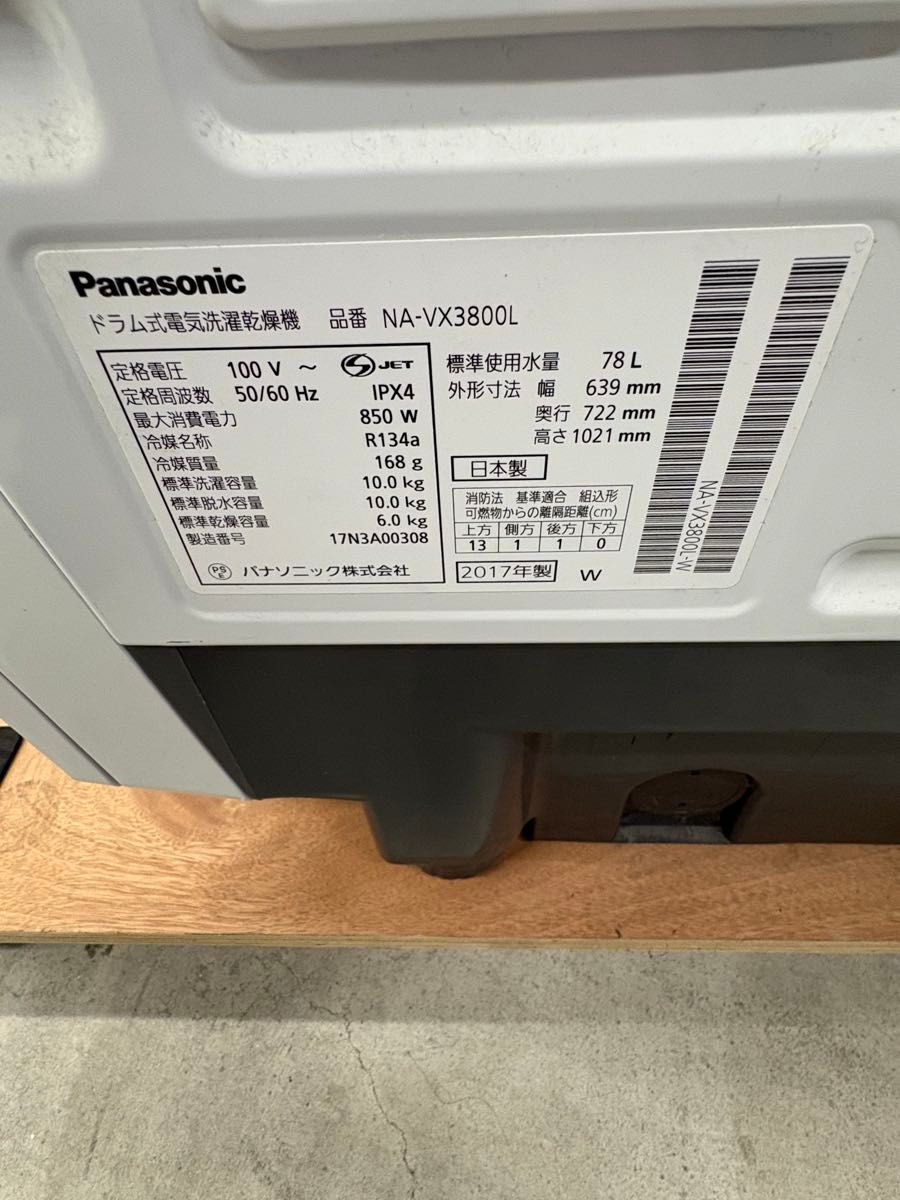 Panasonic
ドラム式電気洗濯乾燥機 品番 NA-VX3800L
定格電圧 100 V ～ S JET
定格周波数 50/60 Hz IPX4
最大消費電力 850 W
冷媒名称 R134a
冷媒質量 168 g
標準洗濯容量 10.0 kg
標準脱水容量 10.0 kg
標準乾燥容量 6.0 kg
製造番号 17N3A00308
PS E パナソニック株式会社
標準使用水量 78 L
外形寸法 幅 639 mm
奥行 722 mm
高さ 1021 mm
日本製
消防法 基準適合 組込形
可燃物からの離隔距離(cm)
上方 側方 後方 下方
13 1 1 0
2017年製 W
NA-VX3800L-W